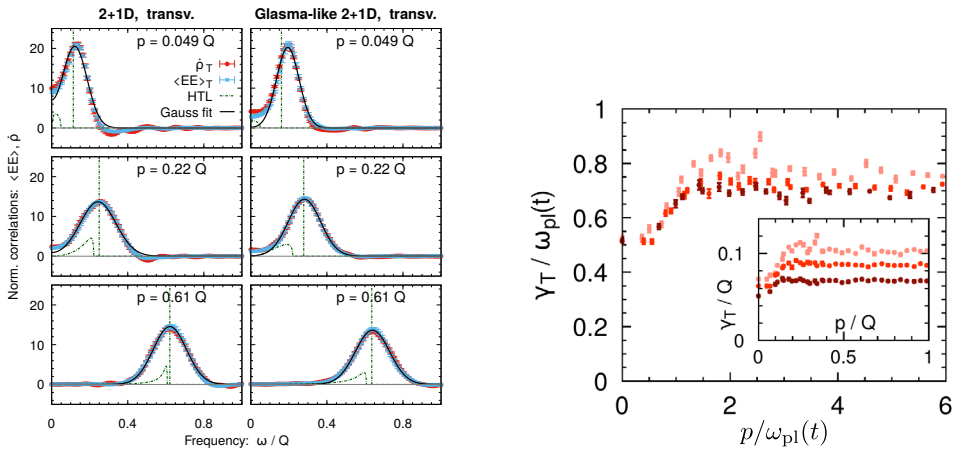 2+1D, transv.
Glasma-like 2+1D, transv.
p = 0.049 Q
p = 0.049 Q
ρ̇_T
<EE>_T
HTL
Gauss fit
20
10
0
p = 0.22 Q
p = 0.22 Q
20
10
0
p = 0.61 Q
p = 0.61 Q
20
10
0
0
0.4
0.8
0
0.4
0.8
Norm. correlations: <EE>, ρ̇
Frequency: ω / Q
1
0.8
0.6
0.4
0.2
0
0
2
4
6
γ_T / ω_pl(t)
p/ω_pl(t)
0.1
0
γ_T / Q
p / Q
0
0.5
1